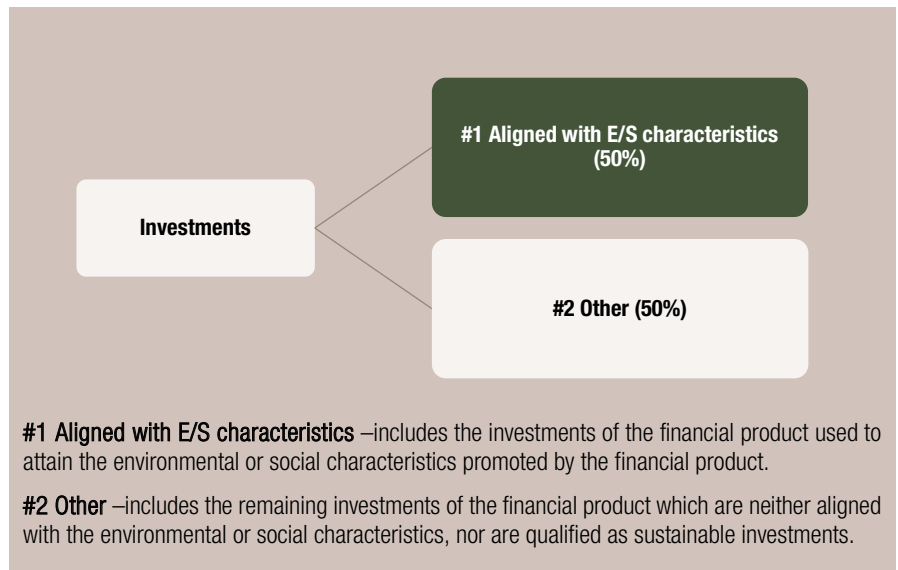 #1 Aligned with E/S characteristics
(50%)
Investments
#2 Other (50%)
#1 Aligned with E/S characteristics –includes the investments of the financial product used to
attain the environmental or social characteristics promoted by the financial product.
#2 Other –includes the remaining investments of the financial product which are neither aligned
with the environmental or social characteristics, nor are qualified as sustainable investments.